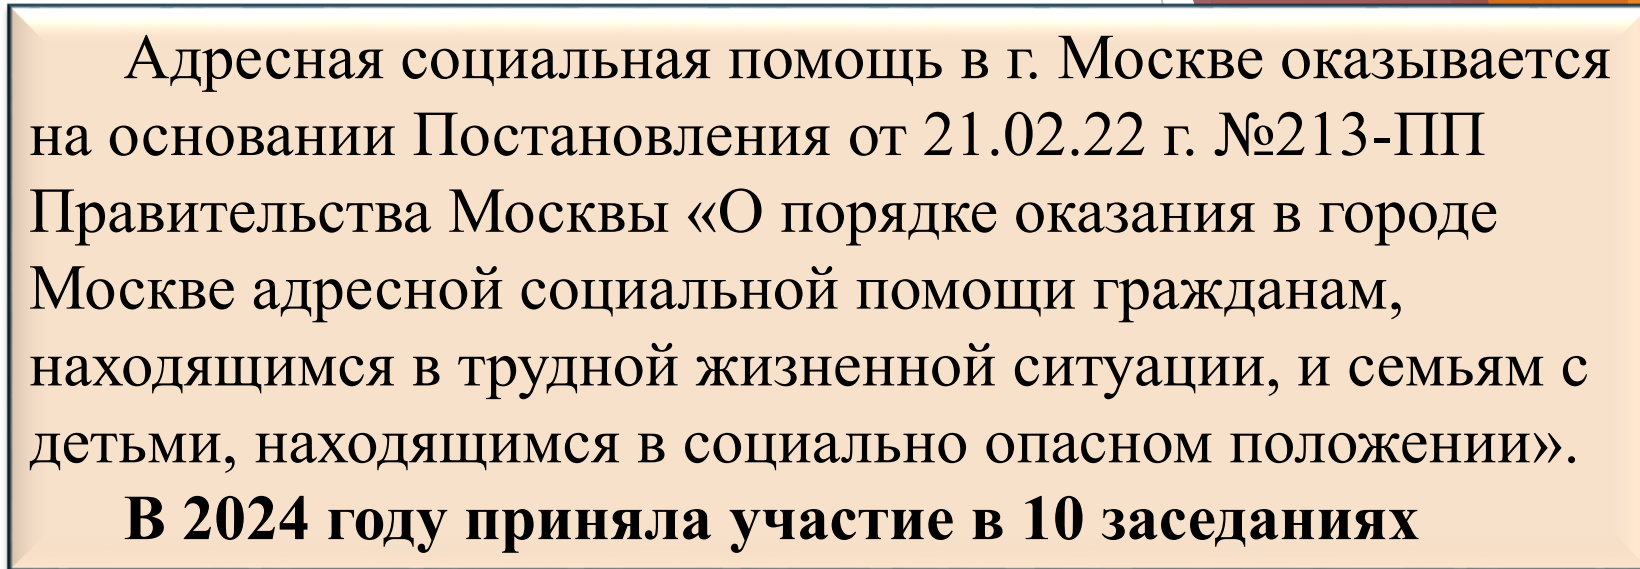 Адресная социальная помощь в г. Москве оказывается
на основании Постановления от 21.02.22 г. №213-ПП
Правительства Москвы «О порядке оказания в городе
Москве адресной социальной помощи гражданам,
находящимся в трудной жизненной ситуации, и семьям с
детьми, находящимся в социально опасном положении».
В 2024 году приняла участие в 10 заседаниях